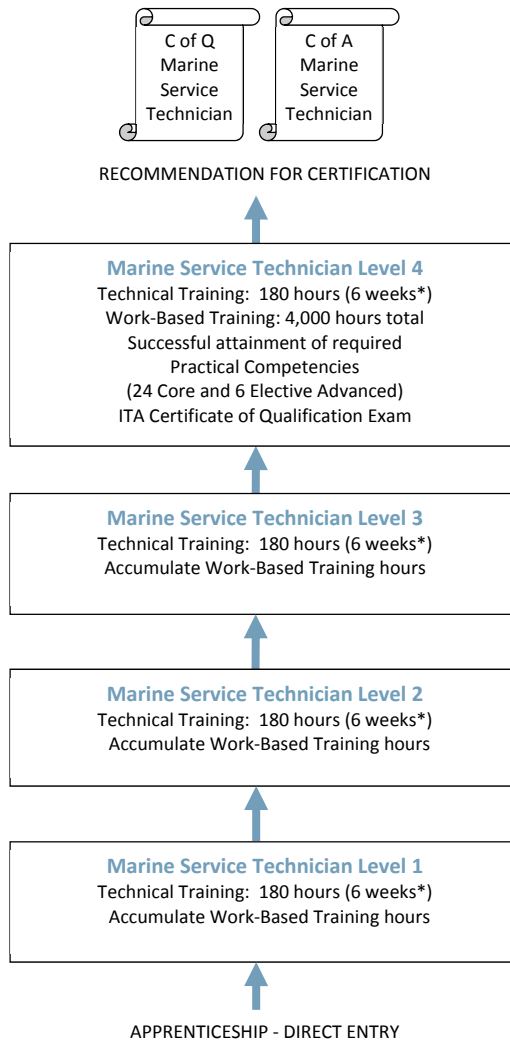 C of Q
Marine
Service
Technician
C of A
Marine
Service
Technician
RECOMMENDATION FOR CERTIFICATION
Marine Service Technician Level 4
Technical Training: 180 hours (6 weeks*)
Work-Based Training: 4,000 hours total
Successful attainment of required
Practical Competencies
(24 Core and 6 Elective Advanced)
ITA Certificate of Qualification Exam
Marine Service Technician Level 3
Technical Training: 180 hours (6 weeks*)
Accumulate Work-Based Training hours
Marine Service Technician Level 2
Technical Training: 180 hours (6 weeks*)
Accumulate Work-Based Training hours
Marine Service Technician Level 1
Technical Training: 180 hours (6 weeks*)
Accumulate Work-Based Training hours
APPRENTICESHIP - DIRECT ENTRY